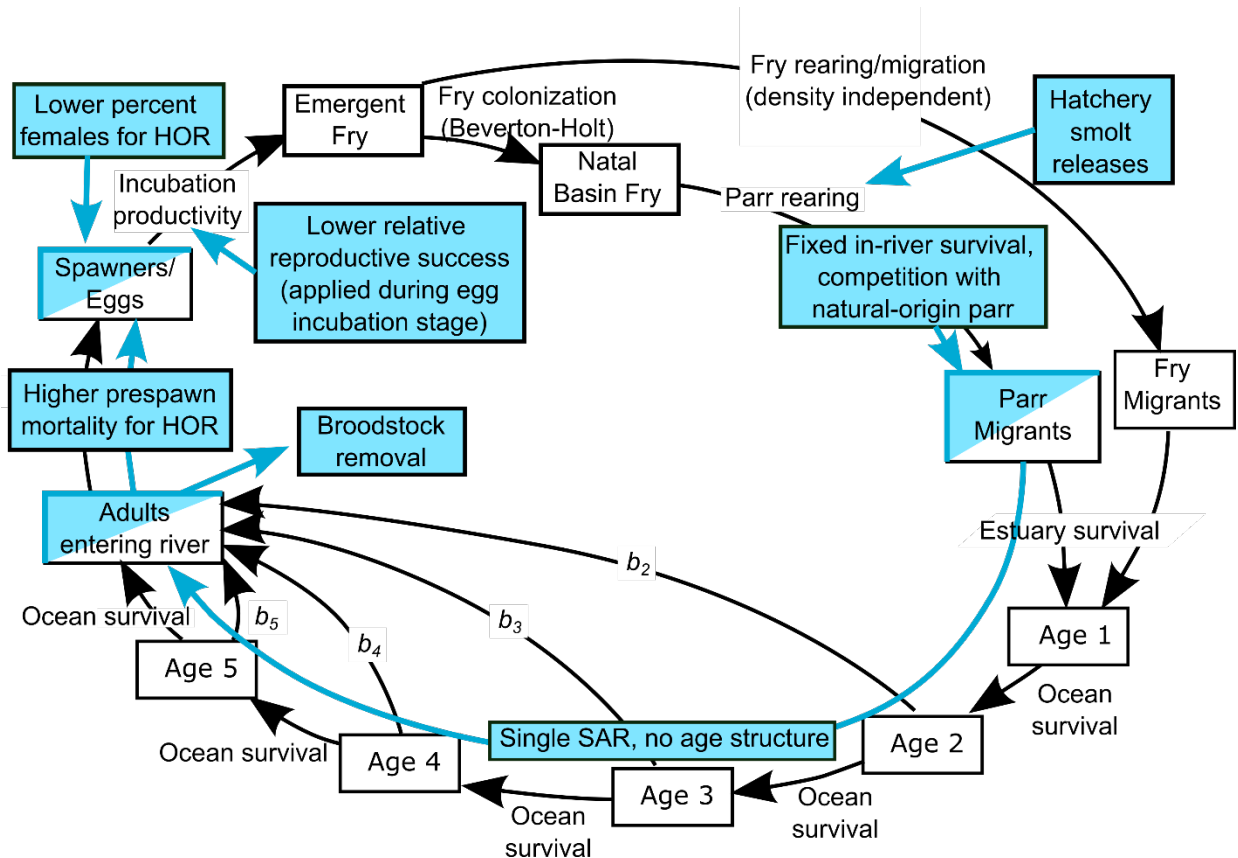 Lower percent
females for HOR
Emergent
Fry
Fry colonization
(Beverton-Holt)
Fry rearing/migration
(density independent)
Hatchery
smolt
releases
Natal
Basin Fry
Incubation
productivity
Parr rearing
Lower relative
reproductive success
(applied during egg
incubation stage)
Fixed in-river survival,
competition with
natural-origin parr
Spawners/
Eggs
Fry
Migrants
Higher prespawn
mortality for HOR
Parr
Migrants
Broodstock
removal
Adults
entering river
Estuary survival
b2
b3
b4
b5
Ocean survival
Age 5
Age 1
Ocean
survival
Single SAR, no age structure
Age 2
Ocean survival
Age 4
Age 3
Ocean
survival
Ocean
survival